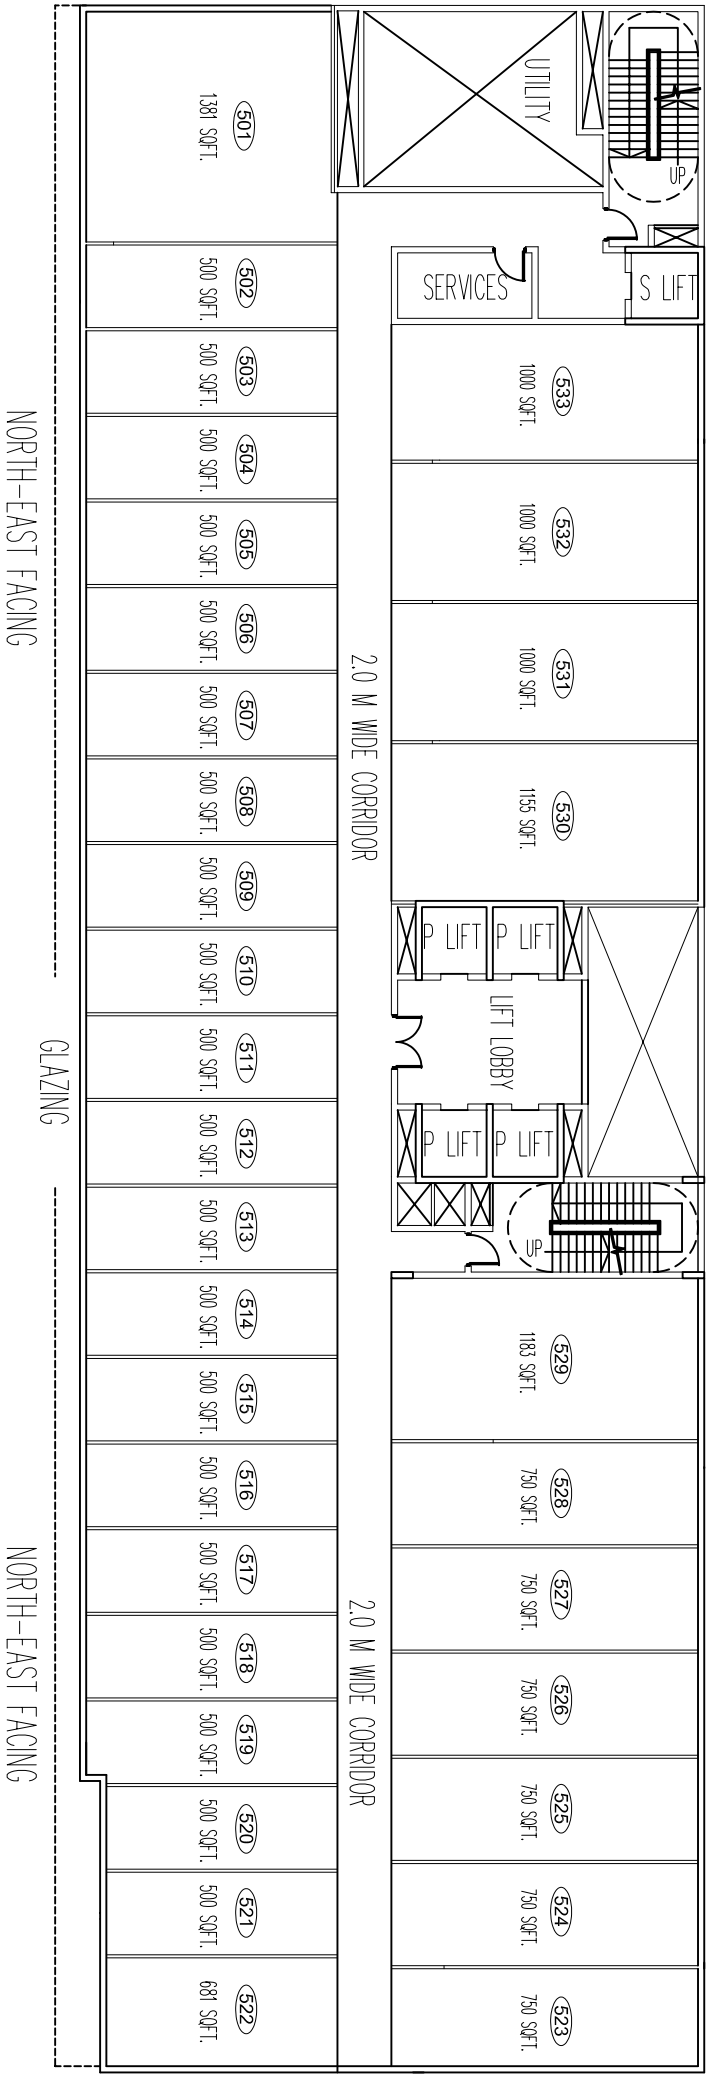 UTILITY
UP
501
1381 SQFT.
SERVICES
S LIFT
502
500 SQFT.
503
500 SQFT.
504
500 SQFT.
505
500 SQFT.
506
500 SQFT.
507
500 SQFT.
508
500 SQFT.
509
500 SQFT.
510
500 SQFT.
511
500 SQFT.
512
500 SQFT.
513
500 SQFT.
514
500 SQFT.
515
500 SQFT.
516
500 SQFT.
517
500 SQFT.
518
500 SQFT.
519
500 SQFT.
520
500 SQFT.
521
500 SQFT.
522
681 SQFT.
533
1000 SQFT.
532
1000 SQFT.
531
1000 SQFT.
530
1155 SQFT.
P LIFT
P LIFT
LIFT LOBBY
P LIFT
P LIFT
UP
529
1183 SQFT.
528
750 SQFT.
527
750 SQFT.
526
750 SQFT.
525
750 SQFT.
524
750 SQFT.
523
750 SQFT.
2.0 M WIDE CORRIDOR
2.0 M WIDE CORRIDOR
NORTH-EAST FACING
GLAZING
NORTH-EAST FACING